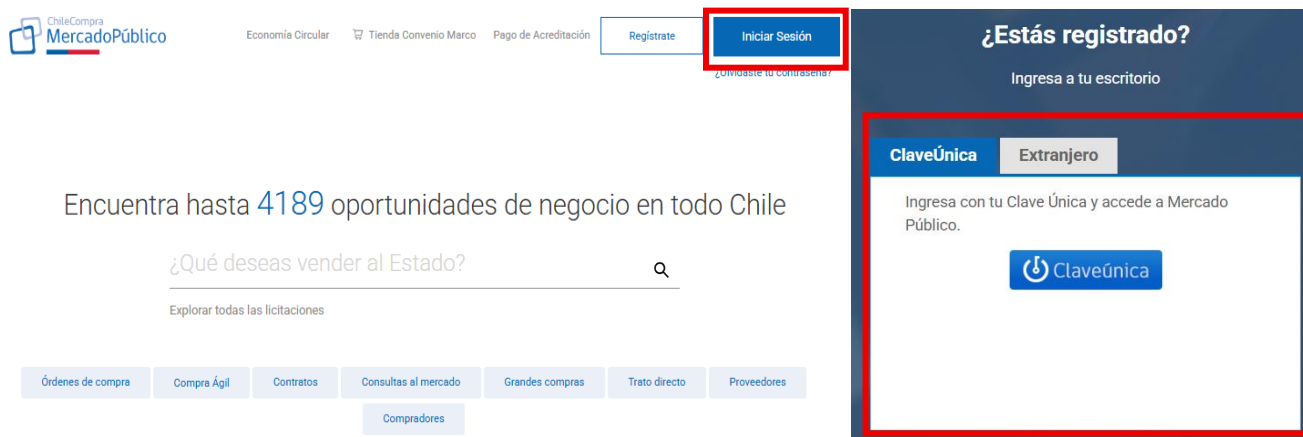 ChileCompra
MercadoPúblico
Economía Circular
Tienda Convenio Marco
Pago de Acreditación
Regístrate
Iniciar Sesión
¿Olvidaste tu contraseña?
Encuentra hasta 4189 oportunidades de negocio en todo Chile
¿Qué deseas vender al Estado?
Explorar todas las licitaciones
Órdenes de compra
Compra Ágil
Contratos
Consultas al mercado
Grandes compras
Trato directo
Proveedores
Compradores
¿Estás registrado?
Ingresa a tu escritorio
ClaveÚnica
Extranjero
Ingresa con tu Clave Única y accede a Mercado
Público.
Claveúnica